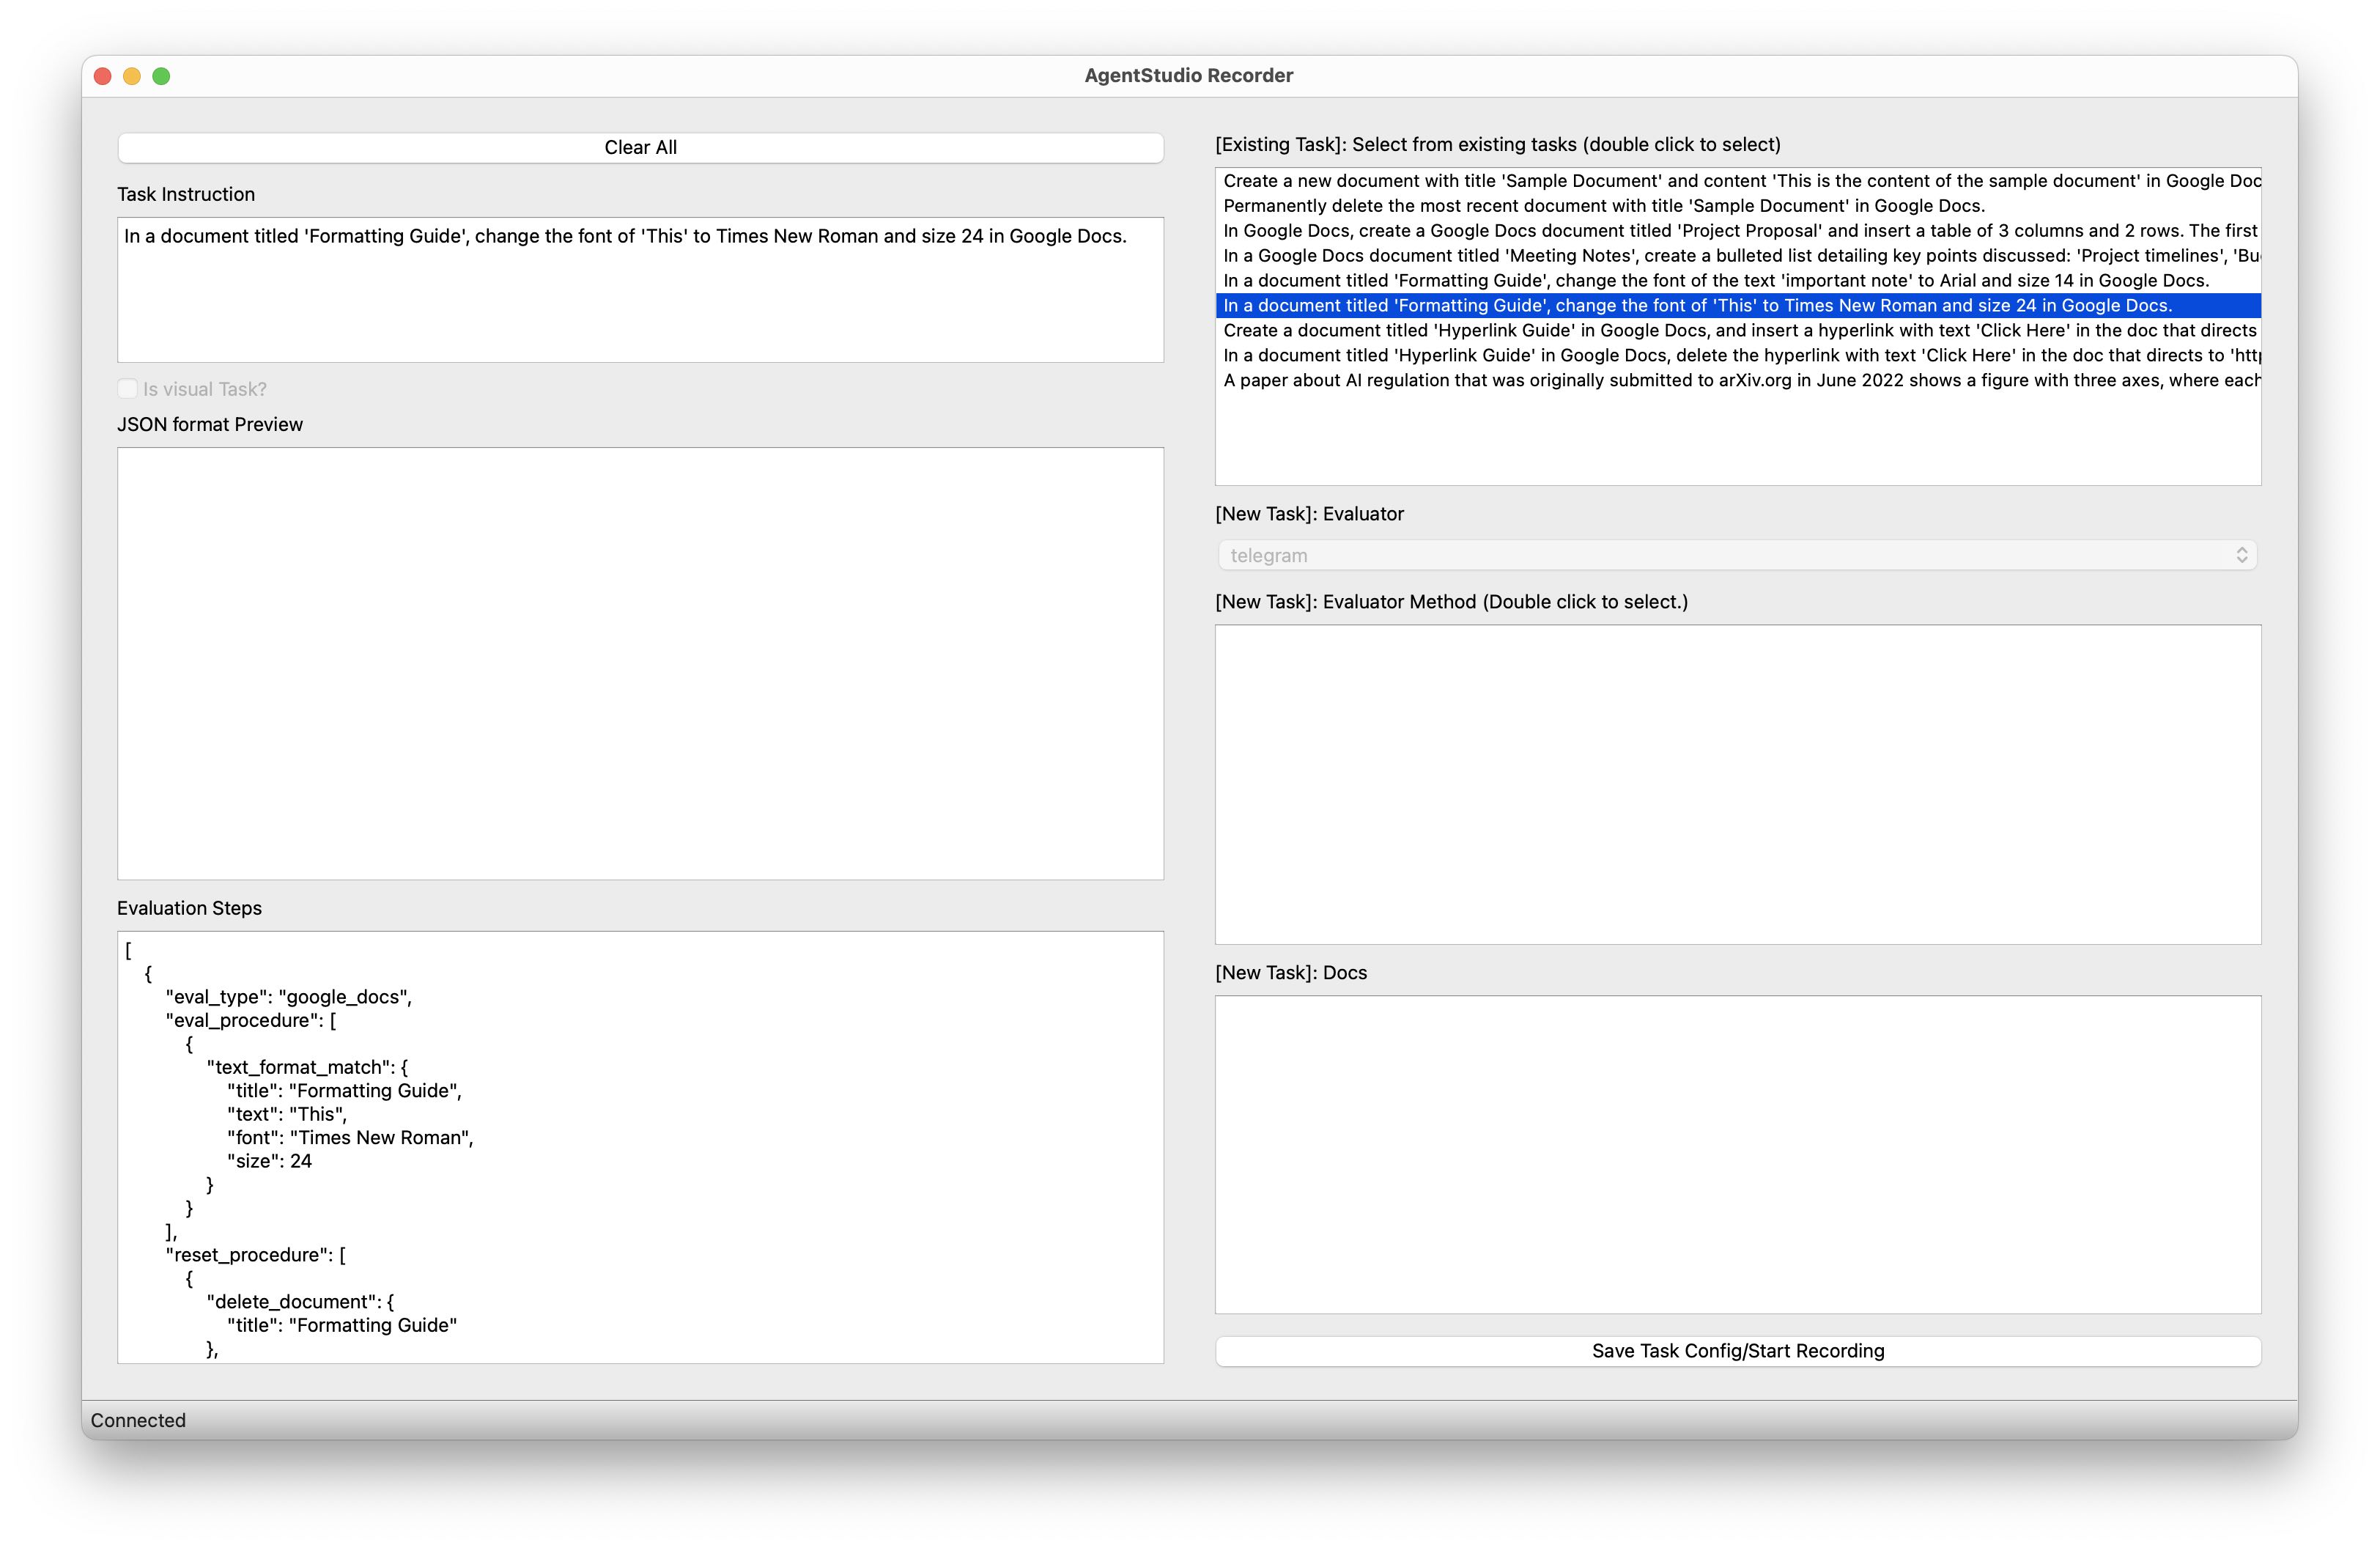 AgentStudio Recorder
Clear All
Task Instruction
In a document titled 'Formatting Guide', change the font of 'This' to Times New Roman and size 24 in Google Docs.
Is visual Task?
JSON format Preview
Evaluation Steps
[
{
"eval_type": "google_docs",
"eval_procedure": [
{
"text_format_match": {
"title": "Formatting Guide",
"text": "This",
"font": "Times New Roman",
"size": 24
}
}
],
"reset_procedure": [
{
"delete_document": {
"title": "Formatting Guide"
},
[Existing Task]: Select from existing tasks (double click to select)
Create a new document with title 'Sample Document' and content 'This is the content of the sample document' in Google Doc
Permanently delete the most recent document with title 'Sample Document' in Google Docs.
In Google Docs, create a Google Docs document titled 'Project Proposal' and insert a table of 3 columns and 2 rows. The first
In a Google Docs document titled 'Meeting Notes', create a bulleted list detailing key points discussed: 'Project timelines', 'Bu
In a document titled 'Formatting Guide', change the font of the text 'important note' to Arial and size 14 in Google Docs.
In a document titled 'Formatting Guide', change the font of 'This' to Times New Roman and size 24 in Google Docs.
Create a document titled 'Hyperlink Guide' in Google Docs, and insert a hyperlink with text 'Click Here' in the doc that directs
In a document titled 'Hyperlink Guide' in Google Docs, delete the hyperlink with text 'Click Here' in the doc that directs to 'http
A paper about AI regulation that was originally submitted to arXiv.org in June 2022 shows a figure with three axes, where each
[New Task]: Evaluator
telegram
[New Task]: Evaluator Method (Double click to select.)
[New Task]: Docs
Save Task Config/Start Recording
Connected